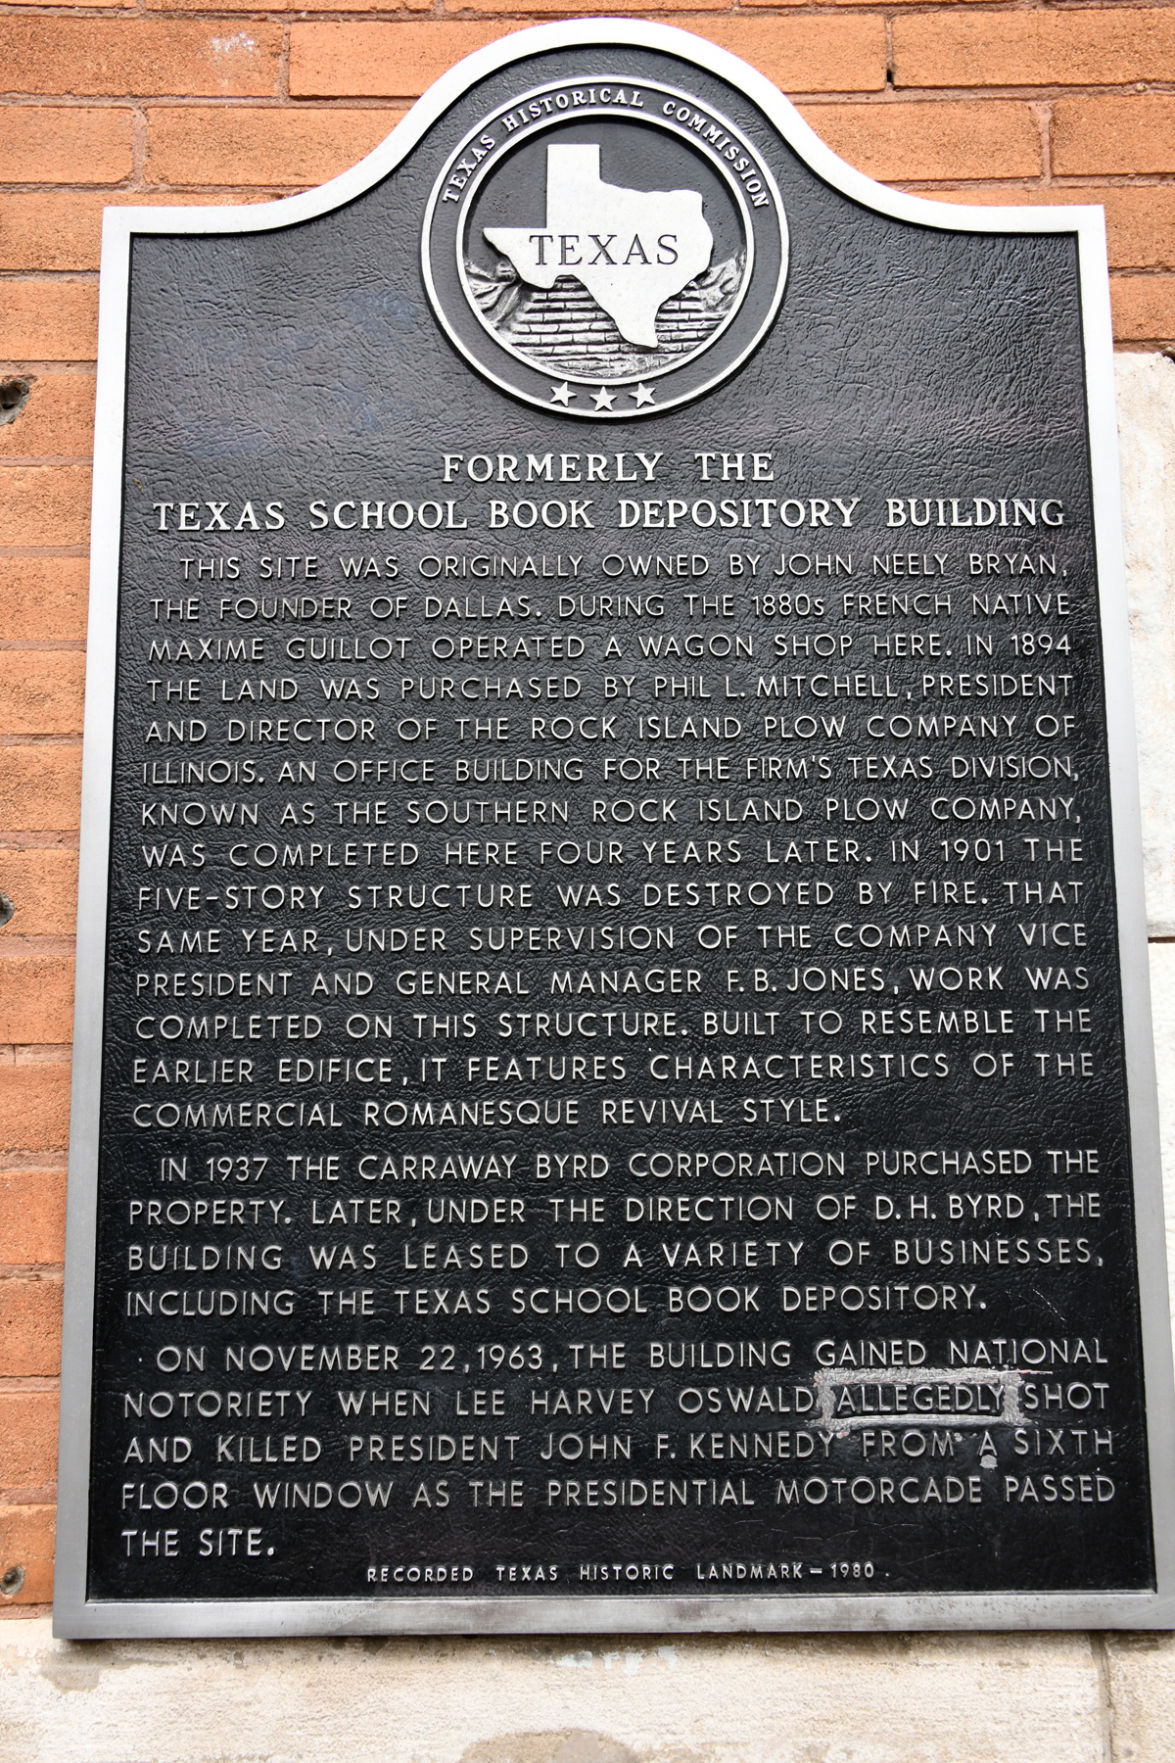 TEXAS HISTORICAL COMMISSION
TEXAS
FORMERLY THE
TEXAS SCHOOL BOOK DEPOSITORY BUILDING
THIS SITE WAS ORIGINALLY OWNED BY JOHN NEELY BRYAN,
THE FOUNDER OF DALLAS. DURING THE 1880s FRENCH NATIVE
MAXIME GUILLOT OPERATED A WAGON SHOP HERE. IN 1894
THE LAND WAS PURCHASED BY PHIL L. MITCHELL, PRESIDENT
AND DIRECTOR OF THE ROCK ISLAND PLOW COMPANY OF
ILLINOIS. AN OFFICE BUILDING FOR THE FIRM'S TEXAS DIVISION,
KNOWN AS THE SOUTHERN ROCK ISLAND PLOW COMPANY,
WAS COMPLETED HERE FOUR YEARS LATER. IN 1901 THE
FIVE-STORY STRUCTURE WAS DESTROYED BY FIRE. THAT
SAME YEAR, UNDER SUPERVISION OF THE COMPANY VICE
PRESIDENT AND GENERAL MANAGER F.B. JONES, WORK WAS
COMPLETED ON THIS STRUCTURE. BUILT TO RESEMBLE THE
EARLIER EDIFICE, IT FEATURES CHARACTERISTICS OF THE
COMMERCIAL ROMANESQUE REVIVAL STYLE.
IN 1937 THE CARRAWAY BYRD CORPORATION PURCHASED THE
PROPERTY. LATER, UNDER THE DIRECTION OF D.H. BYRD, THE
BUILDING WAS LEASED TO A VARIETY OF BUSINESSES,
INCLUDING THE TEXAS SCHOOL BOOK DEPOSITORY.
ON NOVEMBER 22, 1963, THE BUILDING GAINED NATIONAL
NOTORIETY WHEN LEE HARVEY OSWALD ALLEGEDLY SHOT
AND KILLED PRESIDENT JOHN F. KENNEDY FROM A SIXTH
FLOOR WINDOW AS THE PRESIDENTIAL MOTORCADE PASSED
THE SITE.
RECORDED TEXAS HISTORIC LANDMARK – 1980.